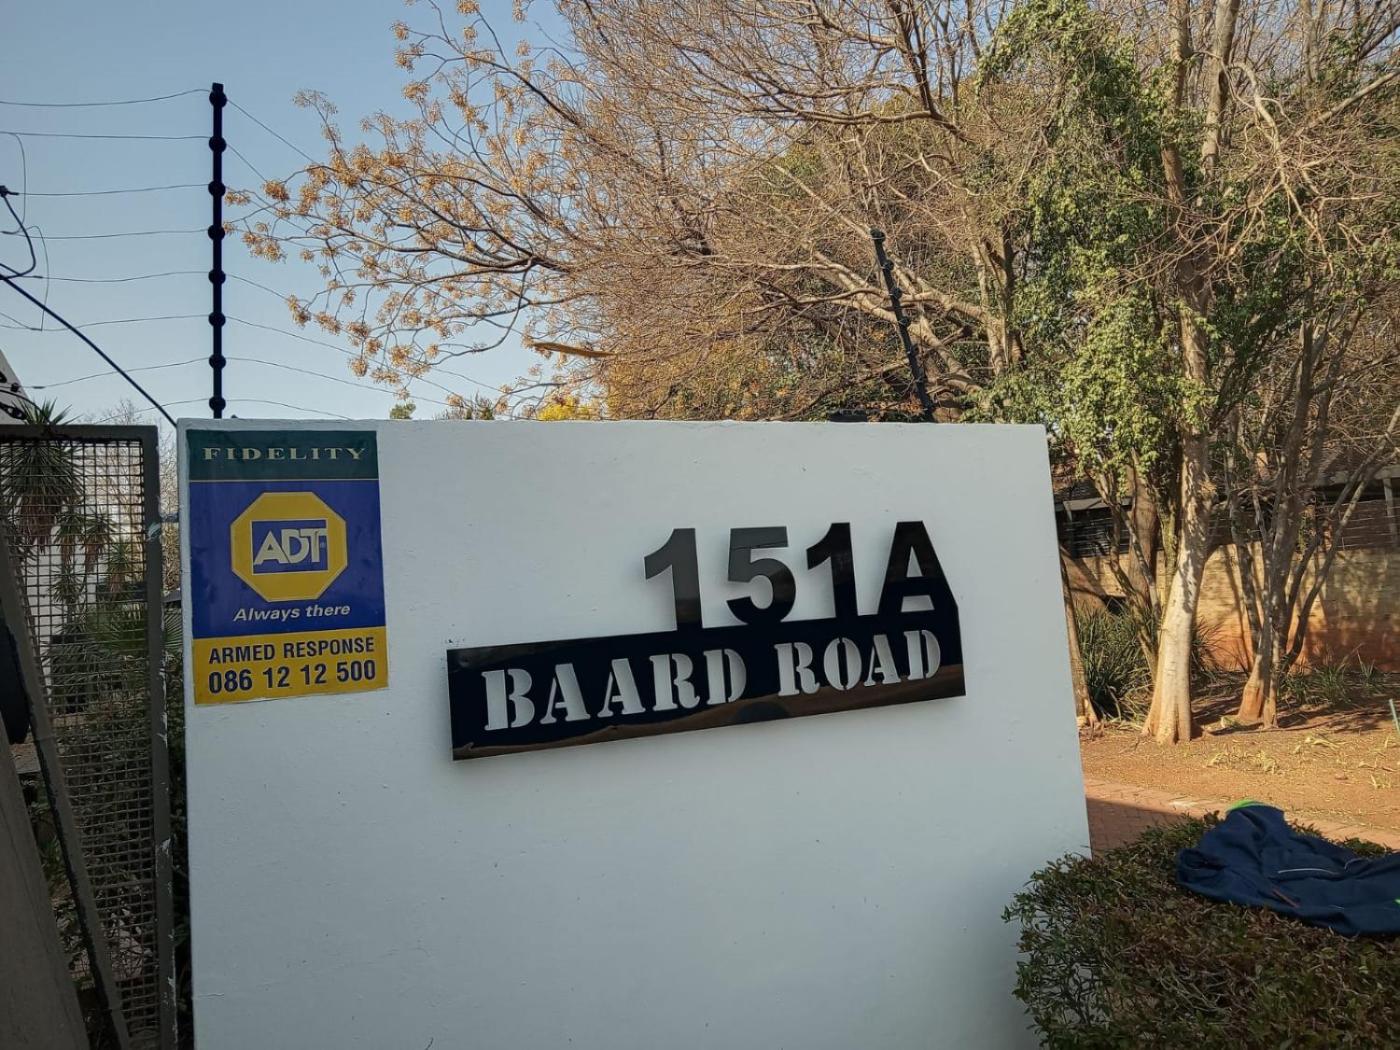 FIDELITY
ADT
Always there
ARMED RESPONSE
086 12 12 500
151A
BAARD ROAD